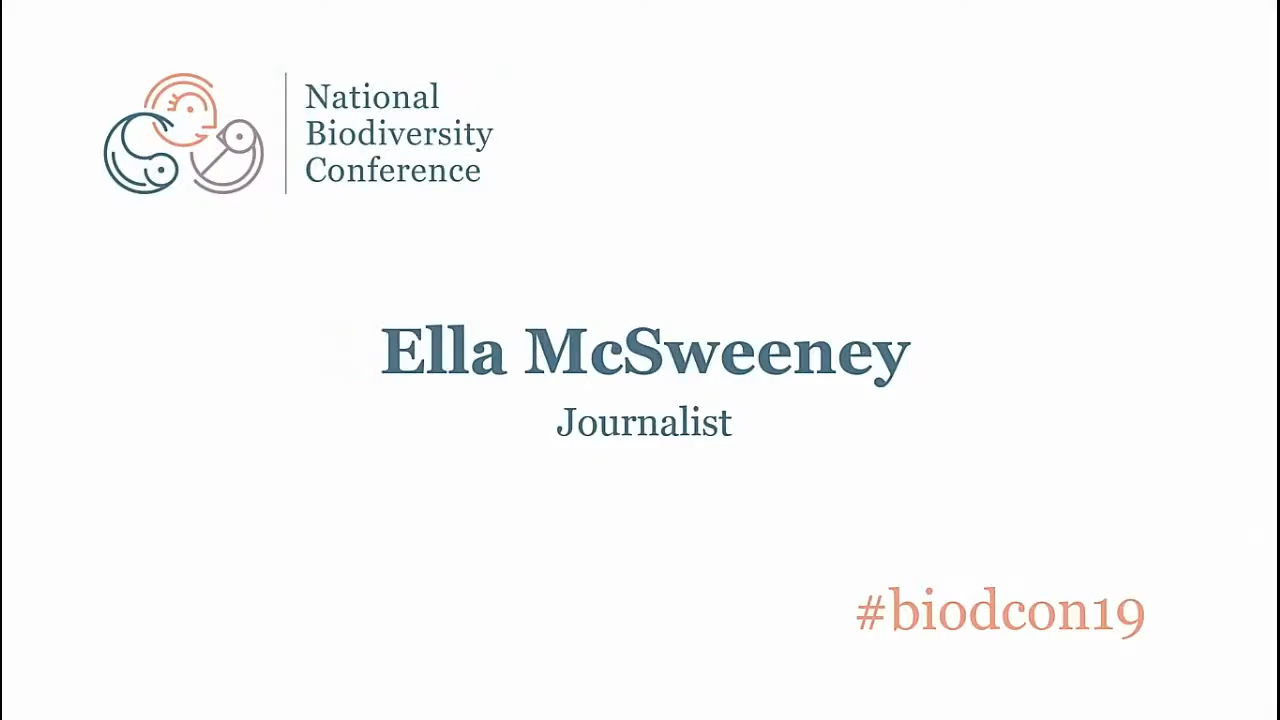 National
Biodiversity
Conference
Ella McSweeney
Journalist
#biodcon19